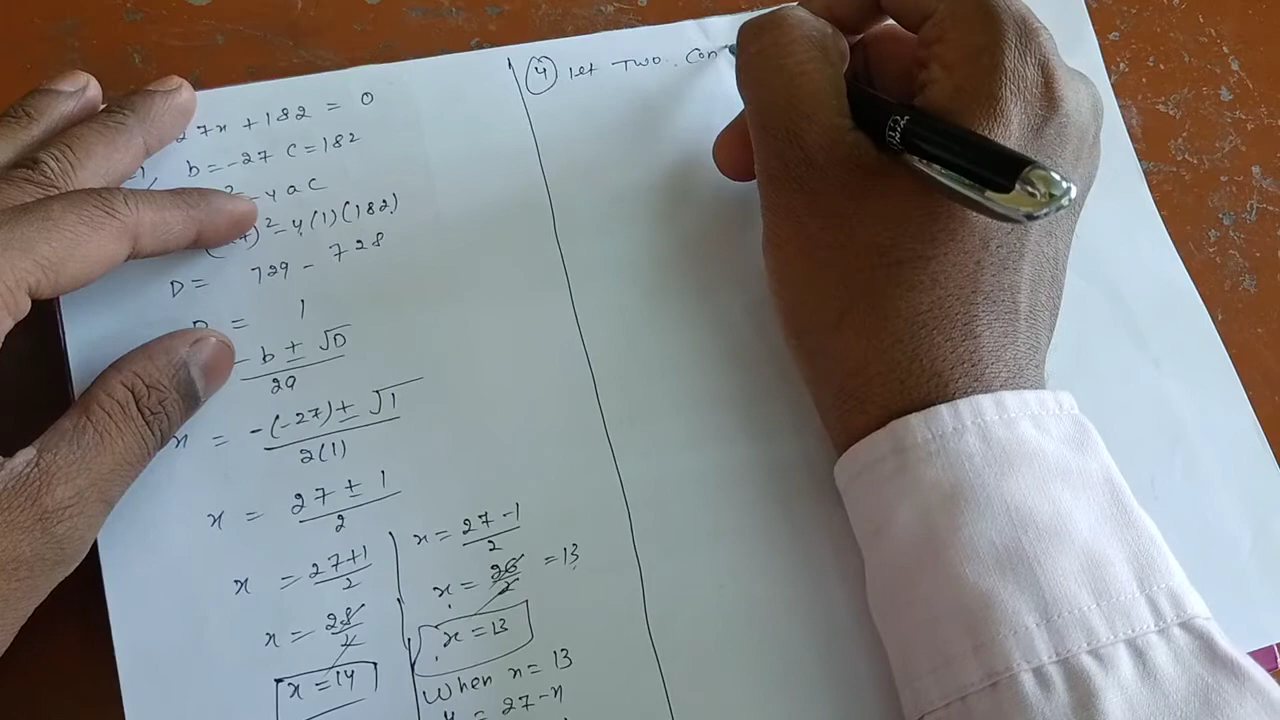 27x + 182 = 0
b = -27 c = 182
- 4ac
)² - 4(1)(182)
D = 729 - 728
D = 1
-b ± √D
2a
x = -(-27) ± √1
2(1)
x = 27 ± 1
2
x = 27+1
2
x = 28
2
x = 14
x = 27-1
2
x = 26 = 13
2
x = 13
When x = 13
y = 27-x
④ let Two Con